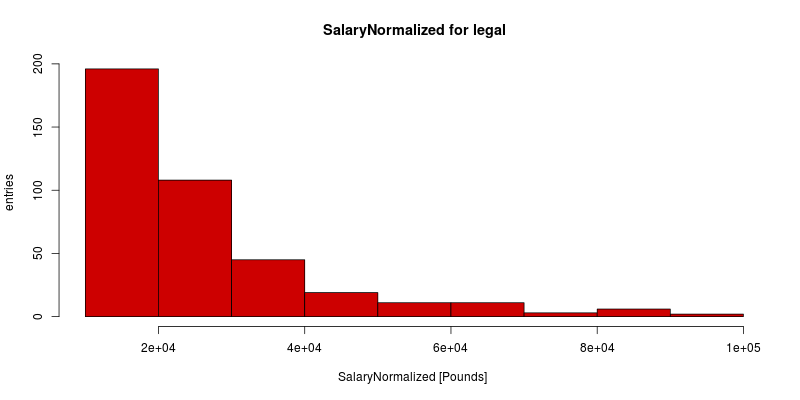 SalaryNormalized for legal
entries
200
150
100
50
0
2e+04 4e+04 6e+04 8e+04 1e+05
SalaryNormalized [Pounds]